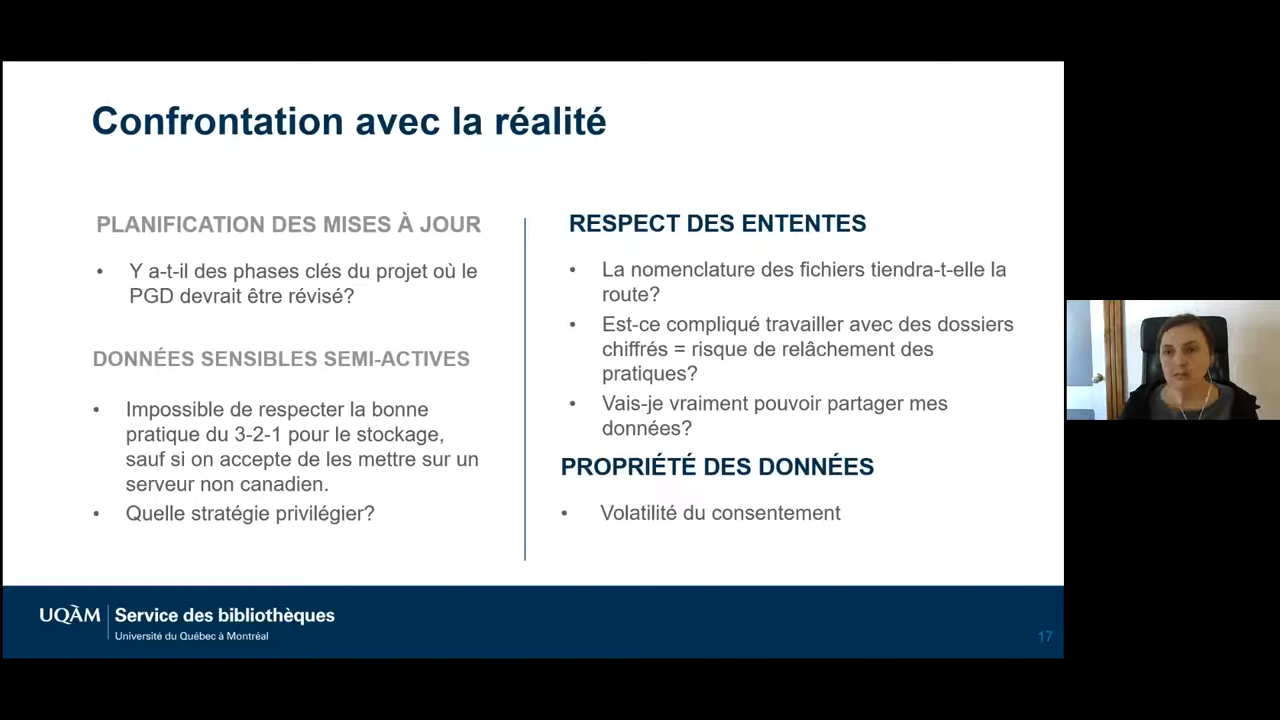 Confrontation avec la réalité
PLANIFICATION DES MISES À JOUR
• Y a-t-il des phases clés du projet où le
PGD devrait être révisé?
DONNÉES SENSIBLES SEMI-ACTIVES
• Impossible de respecter la bonne
pratique du 3-2-1 pour le stockage,
sauf si on accepte de les mettre sur un
serveur non canadien.
• Quelle stratégie privilégier?
RESPECT DES ENTENTES
• La nomenclature des fichiers tiendra-t-elle la
route?
• Est-ce compliqué travailler avec des dossiers
chiffrés = risque de relâchement des
pratiques?
• Vais-je vraiment pouvoir partager mes
données?
PROPRIÉTÉ DES DONNÉES
• Volatilité du consentement
UQÀM Service des bibliothèques
Université du Québec à Montréal
17